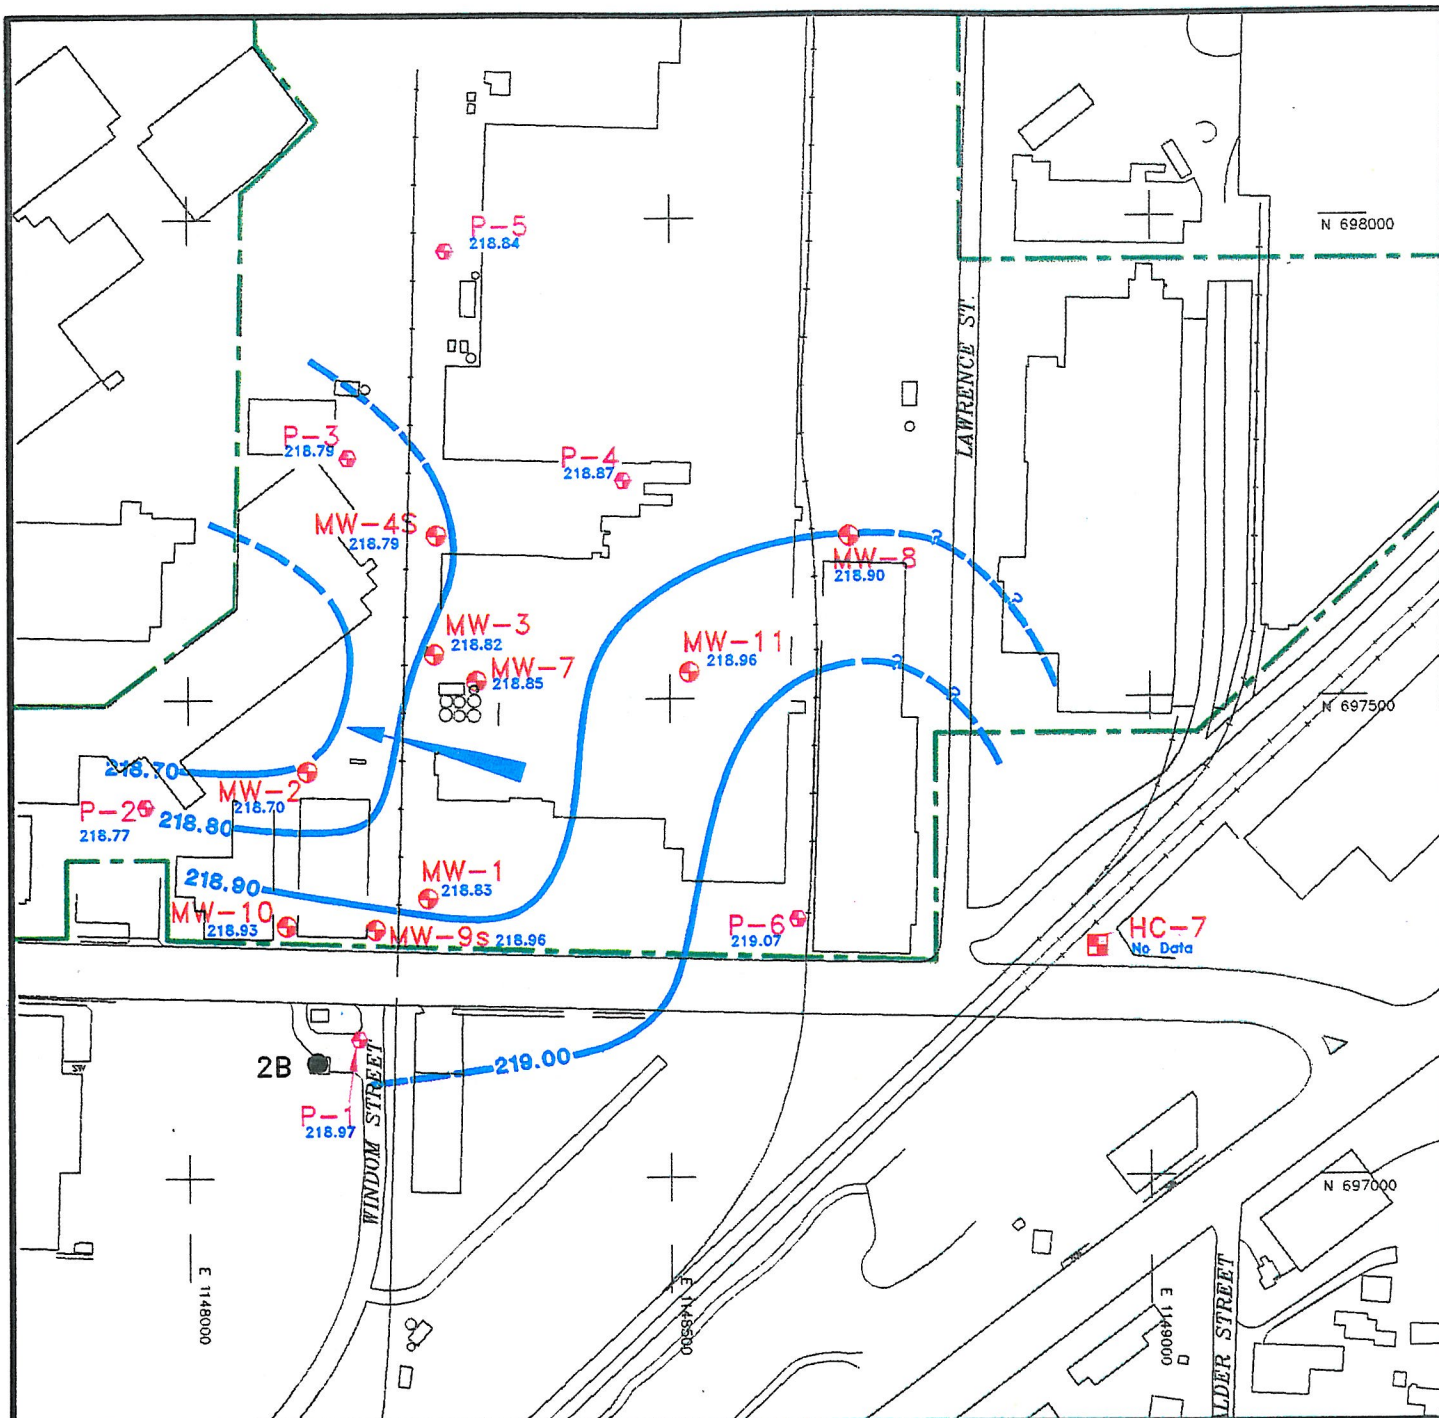 P-5
218.84
N 698000
LAWRENCE ST.
P-3
218.79
P-4
218.87
MW-4S
218.79
MW-8
218.90
?
?
MW-3
218.82
MW-7
218.85
MW-11
218.96
?
?
N 697500
218.70
MW-2
218.70
P-2
218.77
218.80
218.90
MW-1
218.83
MW-10
218.93
MW-9s 218.96
P-6
219.07
HC-7
No Data
2B
219.00
P-1
218.97
WINDOM STREET
N 697000
E 1148000
E 1148500
E 1149000
LDER STREET